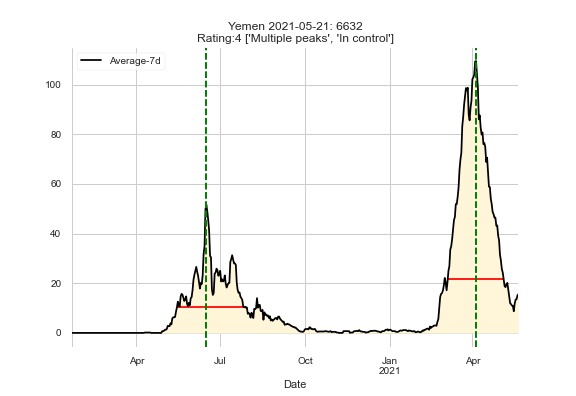 Yemen 2021-05-21: 6632
Rating:4 ['Multiple peaks', 'In control']
Average-7d
100
80
60
40
20
0
Apr
Jul
Oct
Jan
2021
Apr
Date